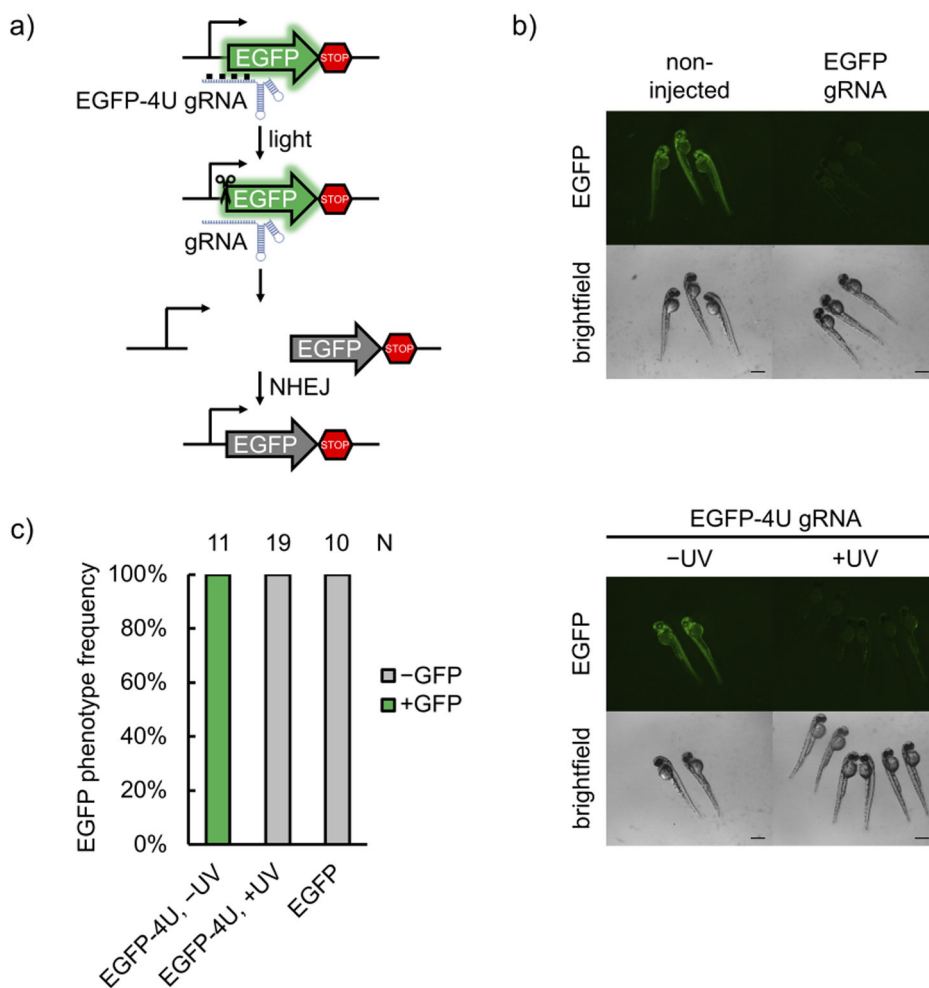 a)
EGFP
STOP
EGFP-4U gRNA
light
EGFP
STOP
gRNA
EGFP
STOP
NHEJ
EGFP
STOP
b)
non-
injected
EGFP
gRNA
EGFP
brightfield
EGFP-4U gRNA
−UV
+UV
EGFP
brightfield
c)
11
19
10
N
EGFP phenotype frequency
100%
80%
60%
40%
20%
0%
EGFP-4U, −UV
EGFP-4U, +UV
EGFP
−GFP
+GFP